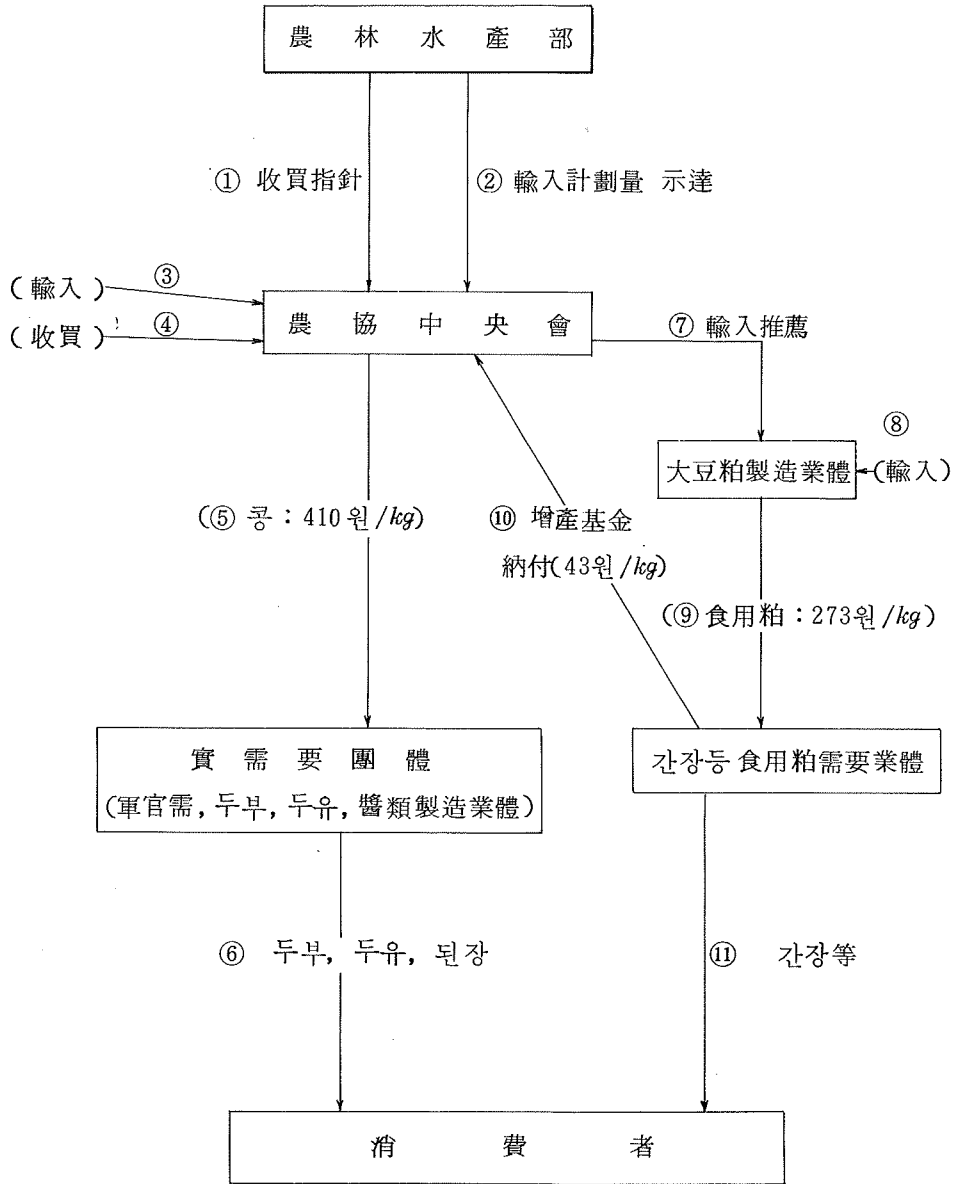 農林水產部
① 收買指針
② 輸入計劃量 示達
(輸入)
③
(收買)
④
農協中央會
⑦ 輸入推薦
⑧
大豆粕製造業體
(輸入)
(⑤ 콩 : 410원/kg)
⑩ 增產基金
納付(43원/kg)
(⑨ 食用粕 : 273원/kg)
實需要團體
(軍官需, 두부, 두유, 醬類製造業體)
간장등 食用粕需要業體
⑥ 두부, 두유, 된장
⑪ 간장等
消費者